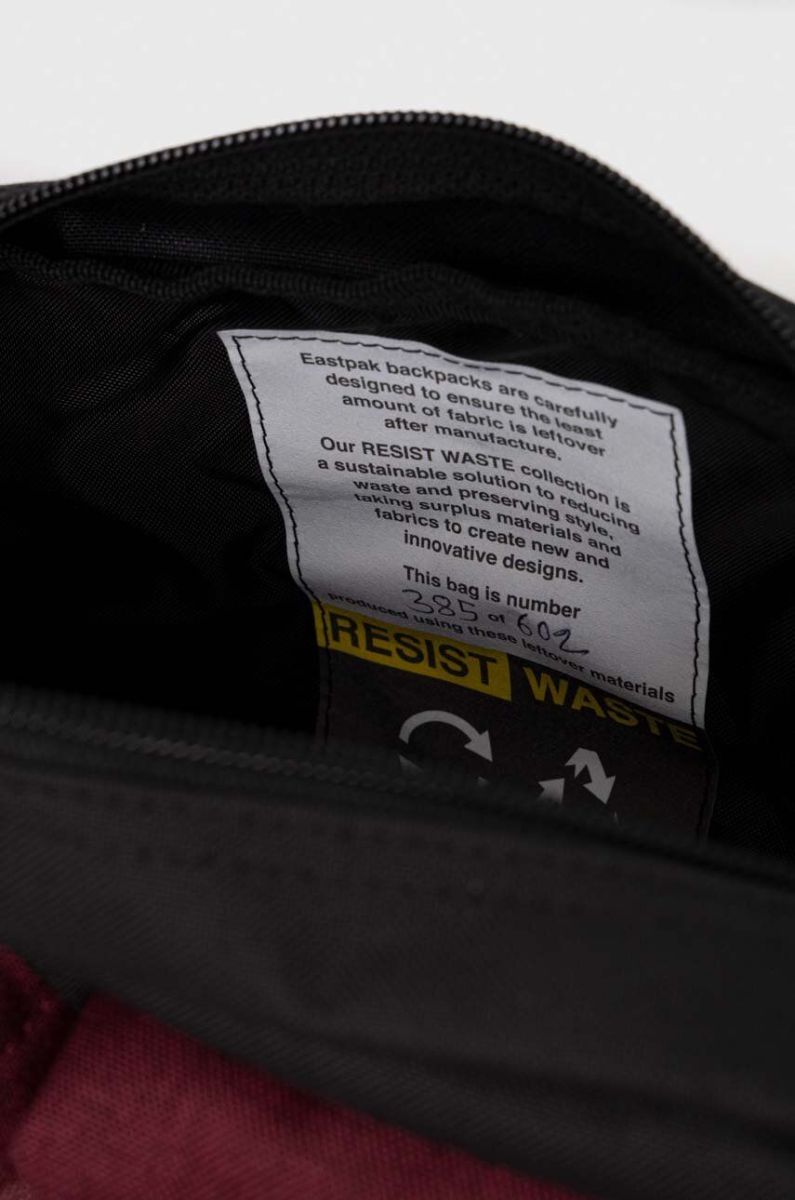 Eastpak backpacks are carefully
designed to ensure the least
amount of fabric is leftover
after manufacture.
Our RESIST WASTE collection is
a sustainable solution to reducing
waste and preserving style,
taking surplus materials and
fabrics to create new and
innovative designs.
This bag is number
385 of 602
produced using these leftover materials
RESIST WASTE